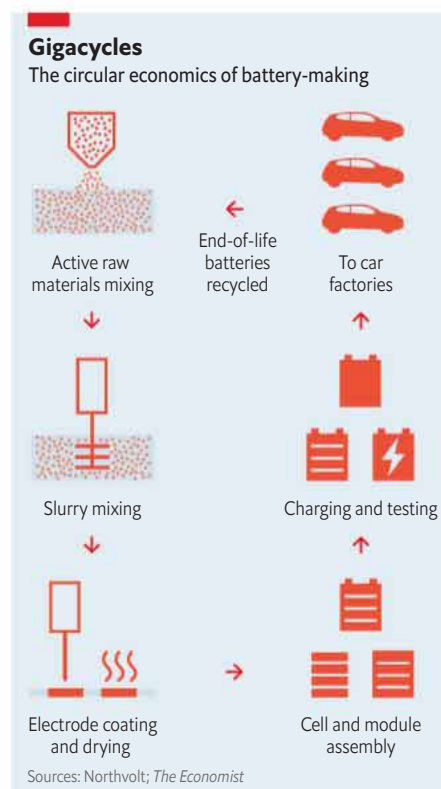 Gigacycles
The circular economics of battery-making
Active raw
materials mixing
End-of-life
batteries
recycled
To car
factories
Slurry mixing
Charging and testing
Electrode coating
and drying
Cell and module
assembly
Sources: Northvolt; The Economist